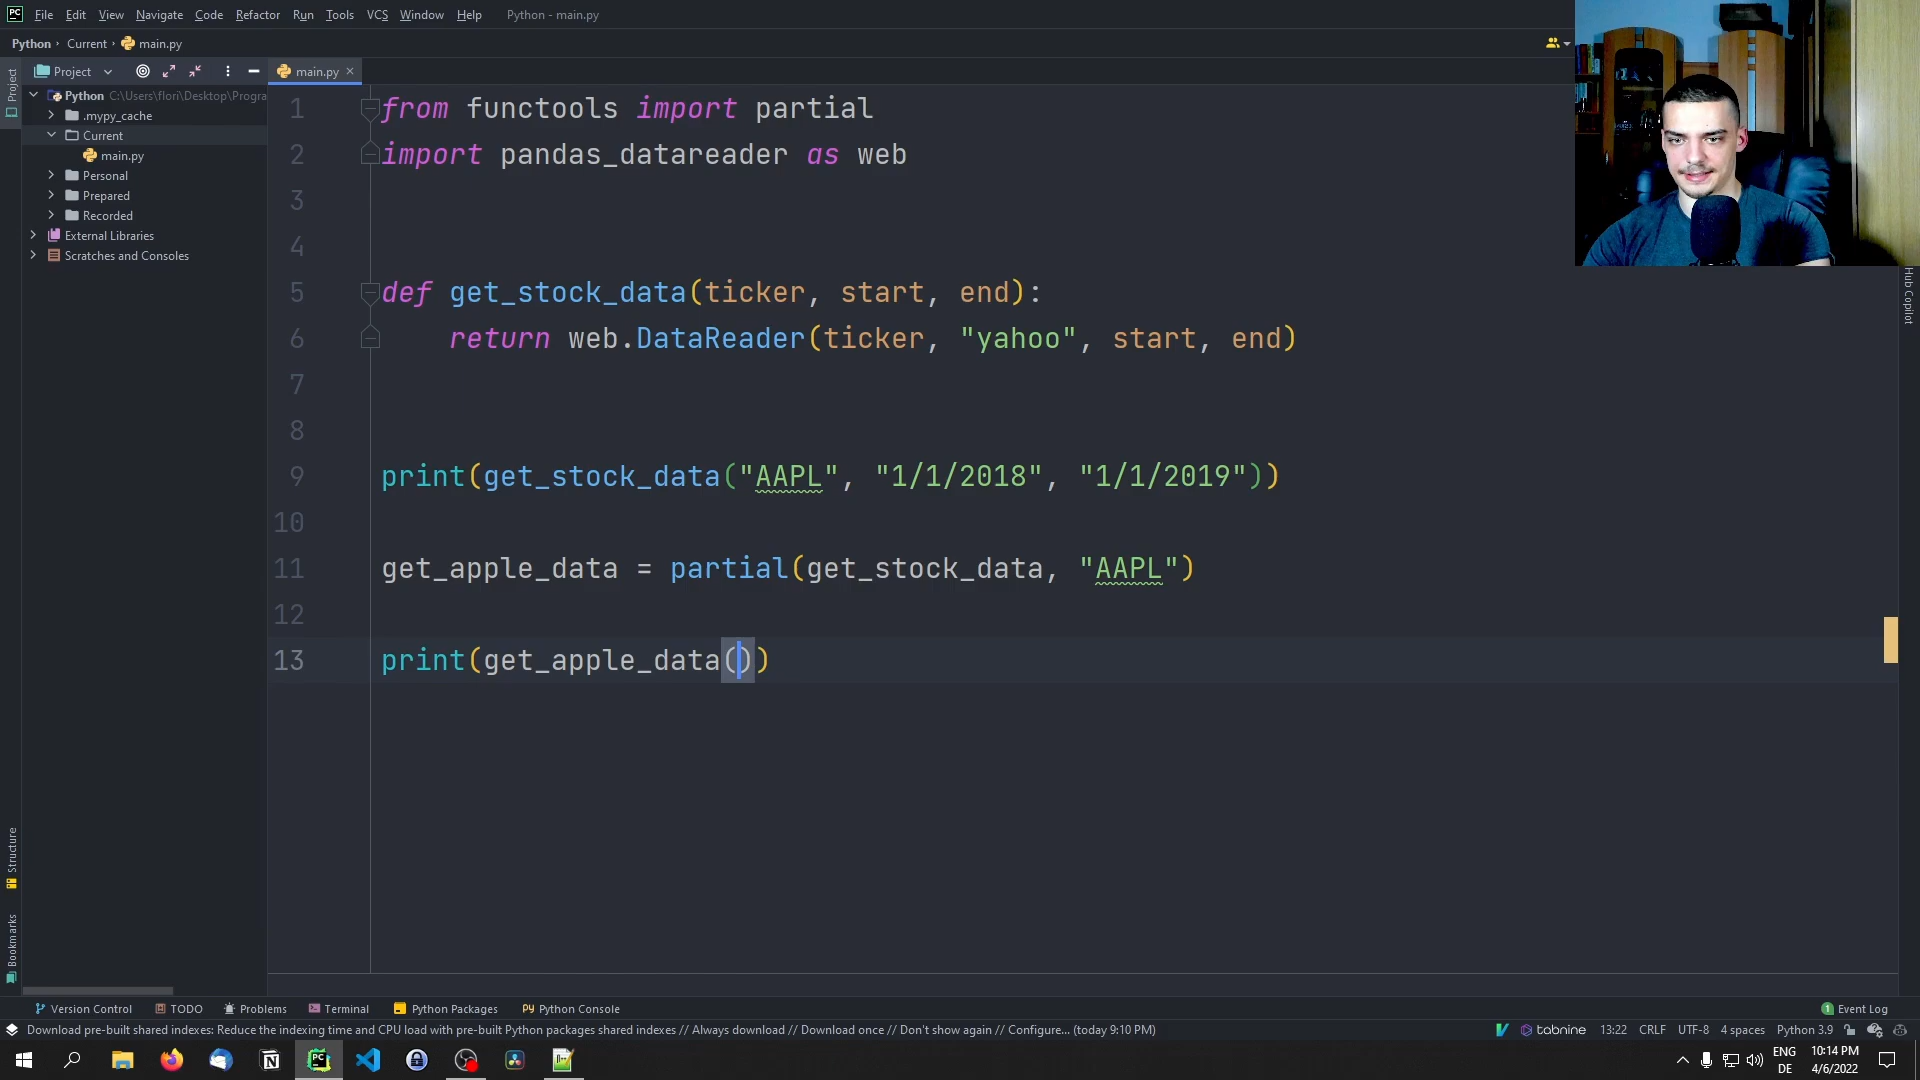 PC File Edit View Navigate Code Refactor Run Tools VCS Window Help Python - main.py
Python › Current › main.py
Project
main.py
Python C:\Users\flori\Desktop\Progra
.mypy_cache
Current
main.py
Personal
Prepared
Recorded
External Libraries
Scratches and Consoles
Project
Structure
Bookmarks
1 from functools import partial
2 import pandas_datareader as web
3
4
5 def get_stock_data(ticker, start, end):
6 return web.DataReader(ticker, "yahoo", start, end)
7
8
9 print(get_stock_data("AAPL", "1/1/2018", "1/1/2019"))
10
11 get_apple_data = partial(get_stock_data, "AAPL")
12
13 print(get_apple_data())
Hub Copilot
Version Control TODO Problems Terminal Python Packages Python Console 1 Event Log
Download pre-built shared indexes: Reduce the indexing time and CPU load with pre-built Python packages shared indexes // Always download // Download once // Don't show again // Configure... (today 9:10 PM) tabnine 13:22 CRLF UTF-8 4 spaces Python 3.9
ENG 10:14 PM
DE 4/6/2022